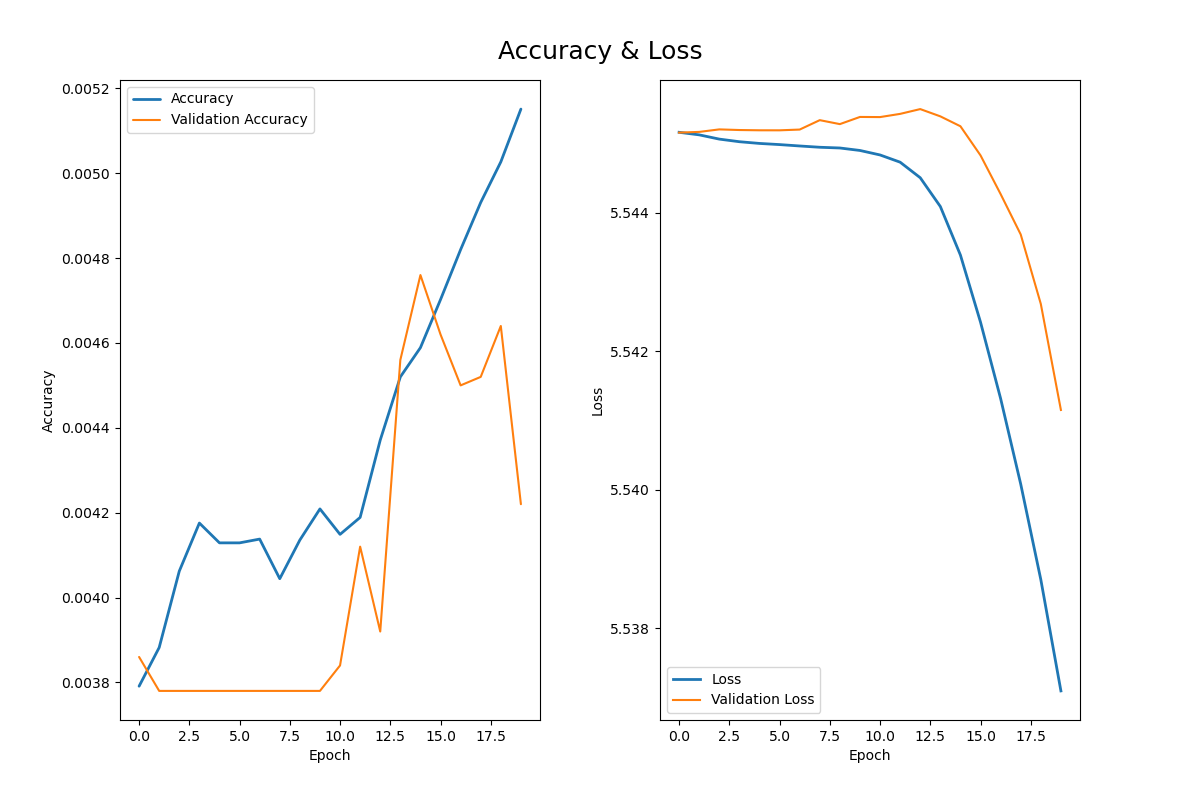 Accuracy & Loss
Accuracy
Validation Accuracy
0.0052
0.0050
0.0048
0.0046
0.0044
0.0042
0.0040
0.0038
Accuracy
0.0 2.5 5.0 7.5 10.0 12.5 15.0 17.5
Epoch
5.544
5.542
5.540
5.538
Loss
Loss
Validation Loss
0.0 2.5 5.0 7.5 10.0 12.5 15.0 17.5
Epoch